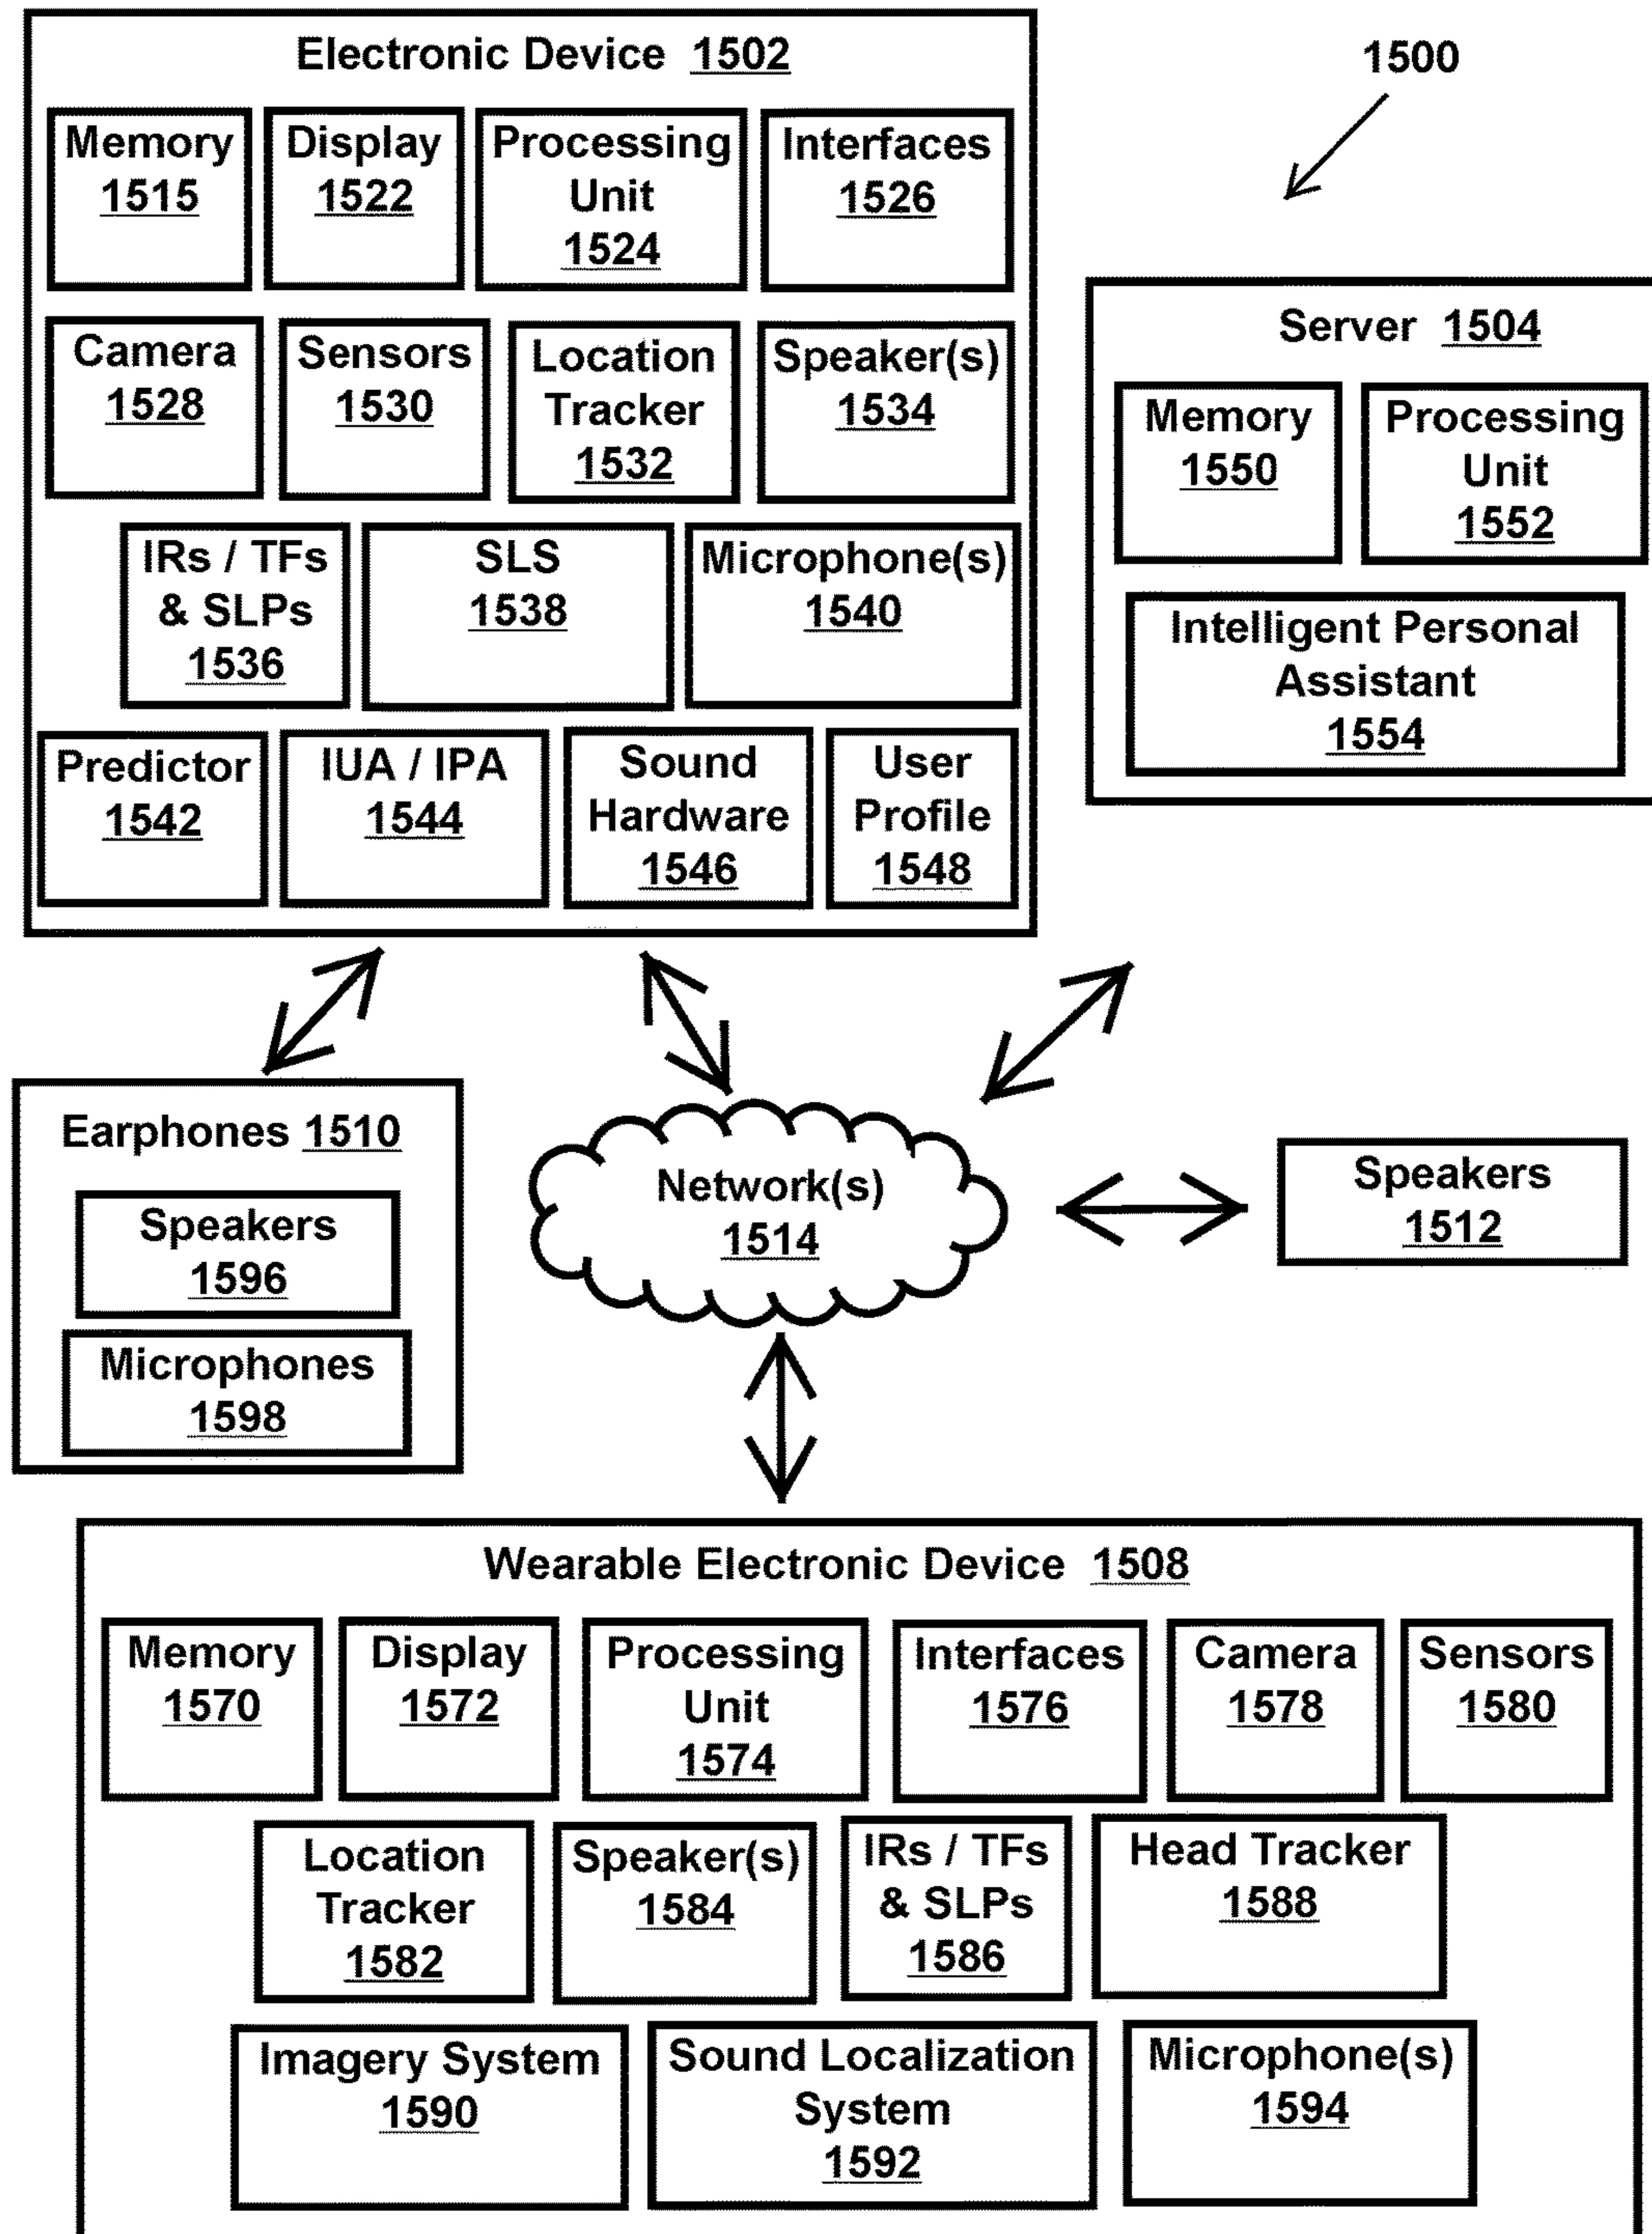 Electronic Device 1502
1500
Memory
1515
Display
1522
Processing
Unit
1524
Interfaces
1526
Camera
1528
Sensors
1530
Location
Tracker
1532
Speaker(s)
1534
IRs / TFs
& SLPs
1536
SLS
1538
Microphone(s)
1540
Predictor
1542
IUA / IPA
1544
Sound
Hardware
1546
User
Profile
1548
Server 1504
Memory
1550
Processing
Unit
1552
Intelligent Personal
Assistant
1554
Earphones 1510
Speakers
1596
Microphones
1598
Network(s)
1514
Speakers
1512
Wearable Electronic Device 1508
Memory
1570
Display
1572
Processing
Unit
1574
Interfaces
1576
Camera
1578
Sensors
1580
Location
Tracker
1582
Speaker(s)
1584
IRs / TFs
& SLPs
1586
Head Tracker
1588
Imagery System
1590
Sound Localization
System
1592
Microphone(s)
1594